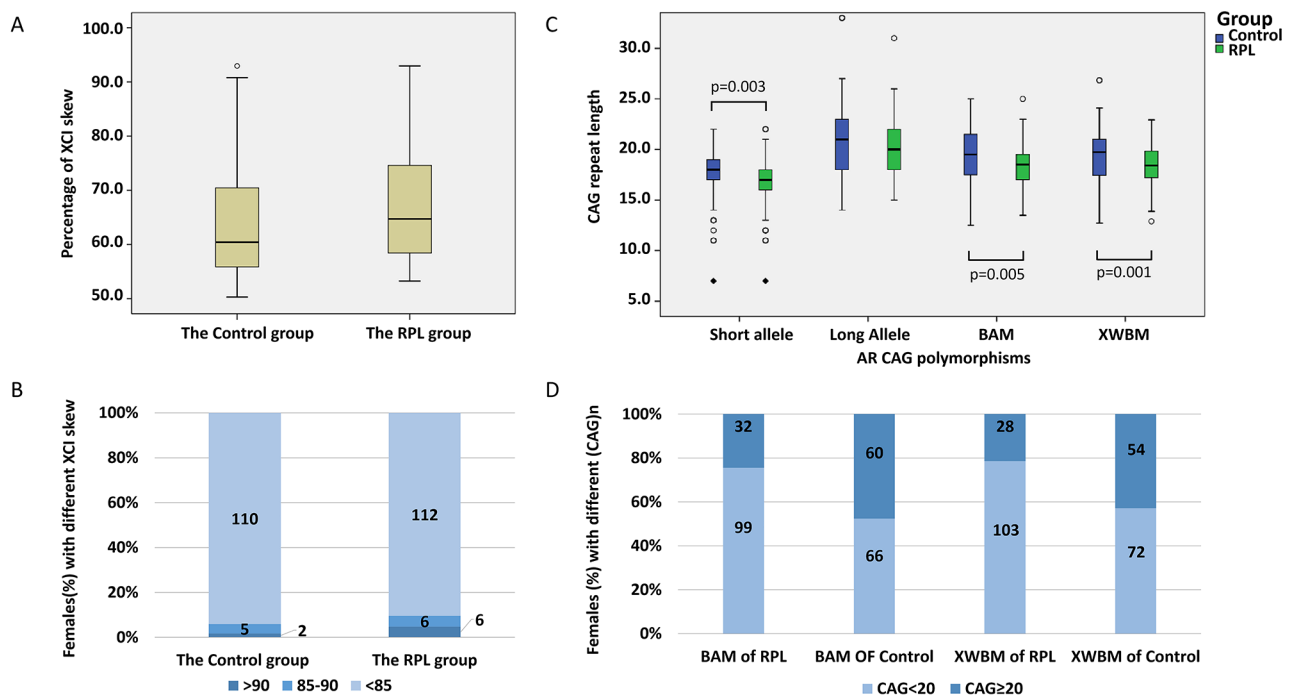 A
100.0
90.0
80.0
70.0
60.0
50.0
Percentage of XCI skew
The Control group
The RPL group
C
Group
Control
RPL
30.0
25.0
20.0
15.0
10.0
5.0
CAG repeat length
p=0.003
p=0.005
p=0.001
Short allele
Long Allele
BAM
XWBM
AR CAG polymorphisms
B
100%
80%
60%
40%
20%
0%
Females(%) with different XCI skew
110
5
2
112
6
6
The Control group
The RPL group
>90
85-90
<85
D
100%
80%
60%
40%
20%
0%
Females (%) with different (CAG)n
32
99
60
66
28
103
54
72
BAM of RPL
BAM OF Control
XWBM of RPL
XWBM of Control
CAG<20
CAG≥20